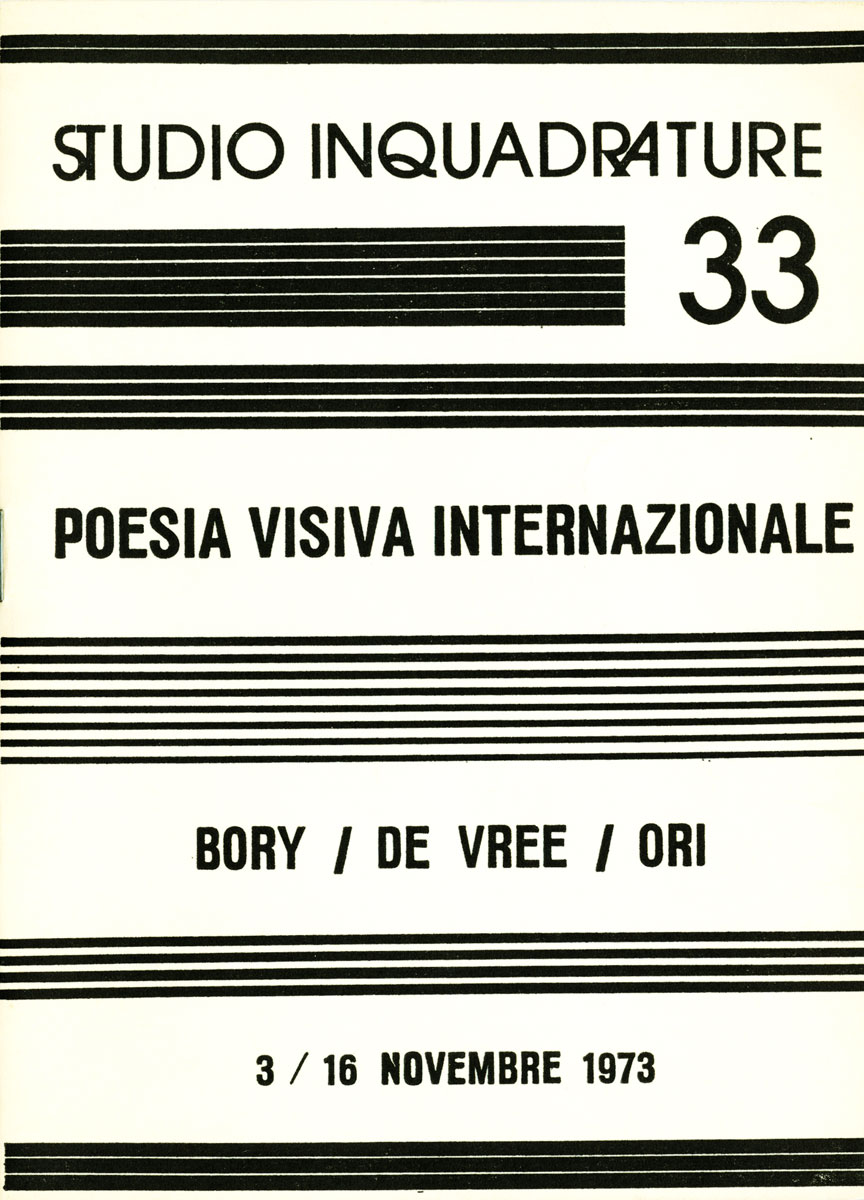 STUDIO INQUADRATURE
33
POESIA VISIVA INTERNAZIONALE
BORY / DE VREE / ORI
3 / 16 NOVEMBRE 1973